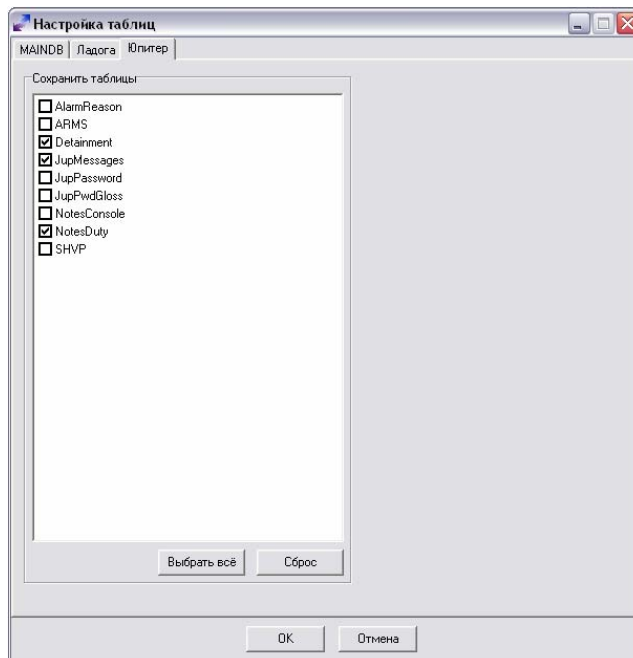 Настройка таблиц
MAINDB Ладога Юпитер
Сохранить таблицы
AlarmReason
ARMS
Detainment
JupMessages
JupPassword
JupPwdGloss
NotesConsole
NotesDuty
SHVP
Выбрать всё Сброс
OK Отмена